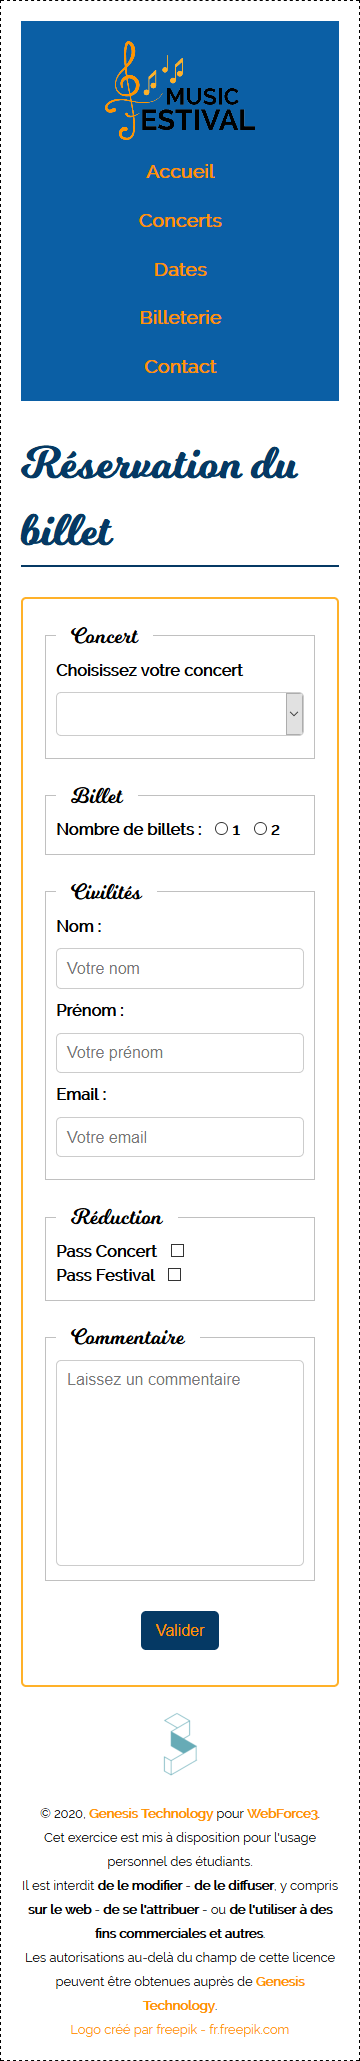 MUSIC
FESTIVAL
Accueil
Concerts
Dates
Billeterie
Contact
Réservation du
billet
Concert
Choisissez votre concert
Billet
Nombre de billets : 1 2
Civilités
Nom :
Votre nom
Prénom :
Votre prénom
Email :
Votre email
Réduction
Pass Concert
Pass Festival
Commentaire
Laissez un commentaire
Valider
© 2020, Genesis Technology pour WebForce3.
Cet exercice est mis à disposition pour l'usage
personnel des étudiants.
Il est interdit de le modifier - de le diffuser, y compris
sur le web - de se l'attribuer - ou de l'utiliser à des
fins commerciales et autres.
Les autorisations au-delà du champ de cette licence
peuvent être obtenues auprès de Genesis
Technology.
Logo créé par freepik - fr.freepik.com